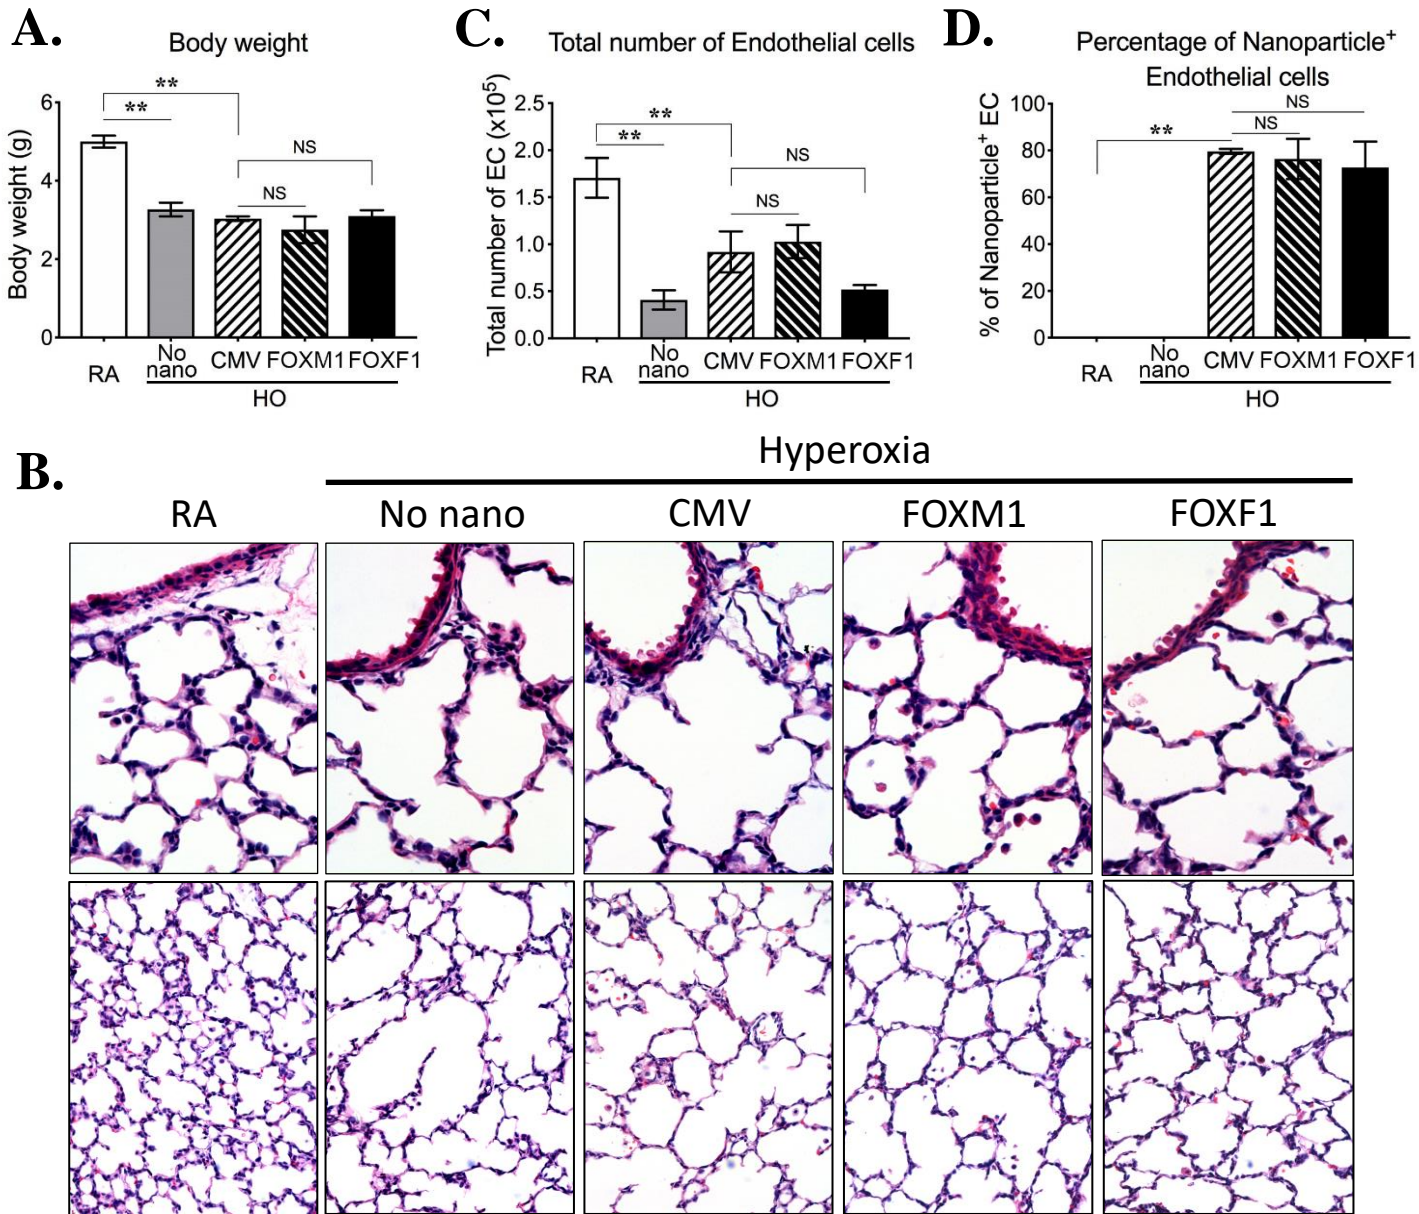 A.
Body weight
Body weight (g)
6
4
2
0
**
**
NS
NS
RA
No nano
CMV
FOXM1
FOXF1
HO
C.
Total number of Endothelial cells
Total number of EC (x10⁵)
2.5
2.0
1.5
1.0
0.5
0.0
**
**
NS
NS
RA
No nano
CMV
FOXM1
FOXF1
HO
D.
Percentage of Nanoparticle⁺
Endothelial cells
% of Nanoparticle⁺ EC
100
80
60
40
20
0
NS
NS
**
RA
No nano
CMV
FOXM1
FOXF1
HO
B.
Hyperoxia
RA
No nano
CMV
FOXM1
FOXF1